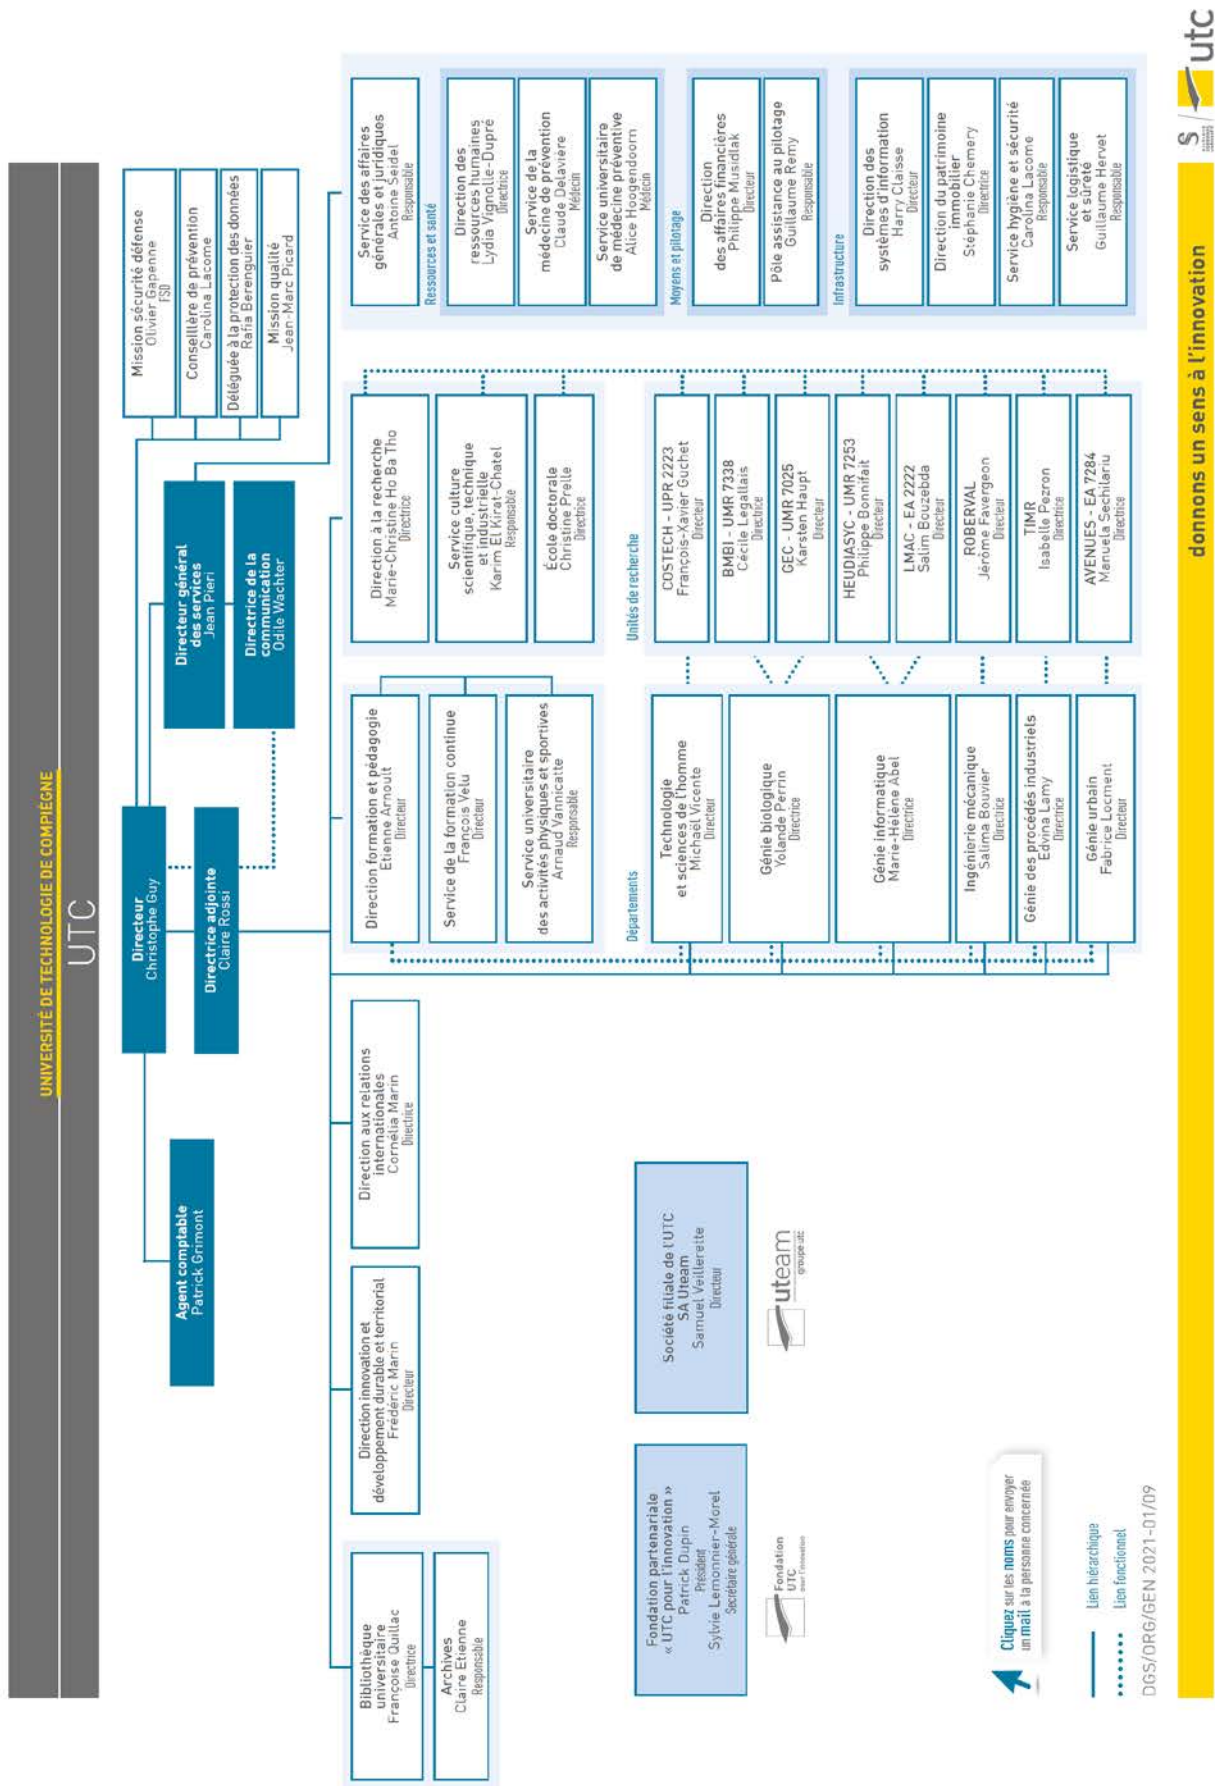 UNIVERSITÉ DE TECHNOLOGIE DE COMPIÈGNE
UTC
Directeur
Christophe Guy
Agent comptable
Patrick Grimont
Directrice adjointe
Claire Rossi
Directeur général
des services
Jean Pieri
Directrice de la
communication
Odile Wachter
Mission sécurité défense
Olivier Gapenne
FSD
Conseillère de prévention
Carolina Lacome
Déléguée à la protection des données
Rafia Berenguier
Mission qualité
Jean-Marc Picard
Bibliothèque
universitaire
Françoise Quillac
Directrice
Archives
Claire Etienne
Responsable
Direction innovation et
développement durable et territorial
Frédéric Marin
Directeur
Direction aux relations
internationales
Cornélia Marin
Directrice
Direction formation et pédagogie
Etienne Arnoult
Directeur
Service de la formation continue
François Velu
Directeur
Service universitaire
des activités physiques et sportives
Arnaud Vannicatte
Responsable
Direction à la recherche
Marie-Christine Ho Ba Tho
Directrice
Service culture
scientifique, technique
et industrielle
Karim El Kirat-Chatel
Responsable
École doctorale
Christine Prelle
Directrice
Service des affaires
générales et juridiques
Antoine Seidel
Responsable
Ressources et santé
Direction des
ressources humaines
Lydia Vignolle-Dupré
Directrice
Service de la
médecine de prévention
Claude Delavière
Médecin
Service universitaire
de médecine préventive
Alice Hoogendoorn
Médecin
Moyens et pilotage
Direction
des affaires financières
Philippe Musidlak
Directeur
Pôle assistance au pilotage
Guillaume Remy
Responsable
Infrastructure
Direction des
systèmes d'information
Harry Claisse
Directeur
Direction du patrimoine
immobilier
Stéphanie Chemery
Directrice
Service hygiène et sécurité
Carolina Lacome
Responsable
Service logistique
et sûreté
Guillaume Hervet
Responsable
Départements
Technologie
et sciences de l'homme
Michaël Vicente
Directeur
Génie biologique
Yolande Perrin
Directrice
Génie informatique
Marie-Hélène Abel
Directrice
Ingénierie mécanique
Salima Bouvier
Directrice
Génie des procédés industriels
Edvina Lamy
Directrice
Génie urbain
Fabrice Locment
Directeur
Unités de recherche
COSTECH - UPR 2223
François-Xavier Guchet
Directeur
BMBI - UMR 7338
Cécile Legallais
Directrice
GEC - UMR 7025
Karsten Haupt
Directeur
HEUDIASYC - UMR 7253
Philippe Bonnifait
Directeur
LMAC - EA 2222
Salim Bouzebda
Directeur
ROBERVAL
Jérôme Favergeon
Directeur
TIMR
Isabelle Pezron
Directrice
AVENUES - EA 7284
Manuela Sechilariu
Directrice
Fondation partenariale
« UTC pour l'innovation »
Patrick Dupin
Président
Sylvie Lemonnier-Morel
Secrétaire générale
Fondation
UTC
pour l'innovation
Société filiale de l'UTC
SA Uteam
Samuel Veillerette
Directeur
uteam
groupe utc
Cliquez sur les noms pour envoyer
un mail à la personne concernée
Lien hiérarchique
Lien fonctionnel
DGS/ORG/GEN 2021-01/09
donnons un sens à l'innovation
S
utc